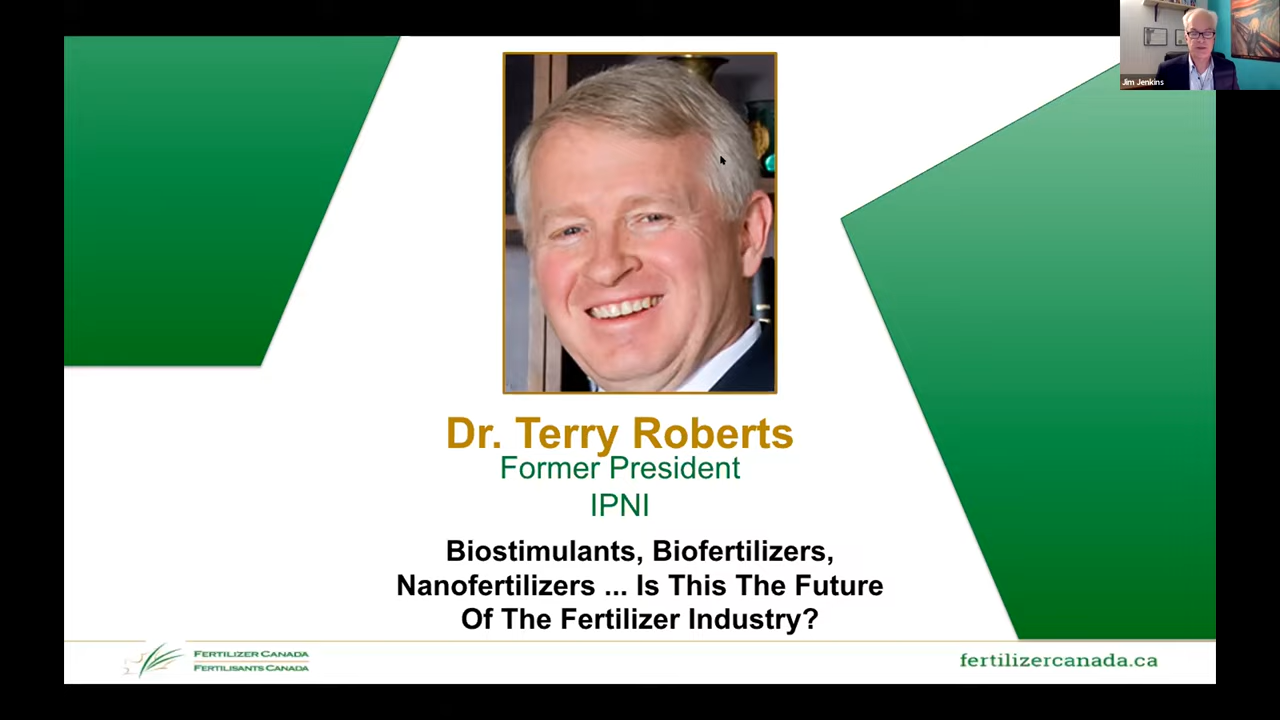 Jim Jenkins
Dr. Terry Roberts
Former President
IPNI
Biostimulants, Biofertilizers,
Nanofertilizers ... Is This The Future
Of The Fertilizer Industry?
FERTILIZER CANADA
FERTILISANTS CANADA
fertilizercanada.ca